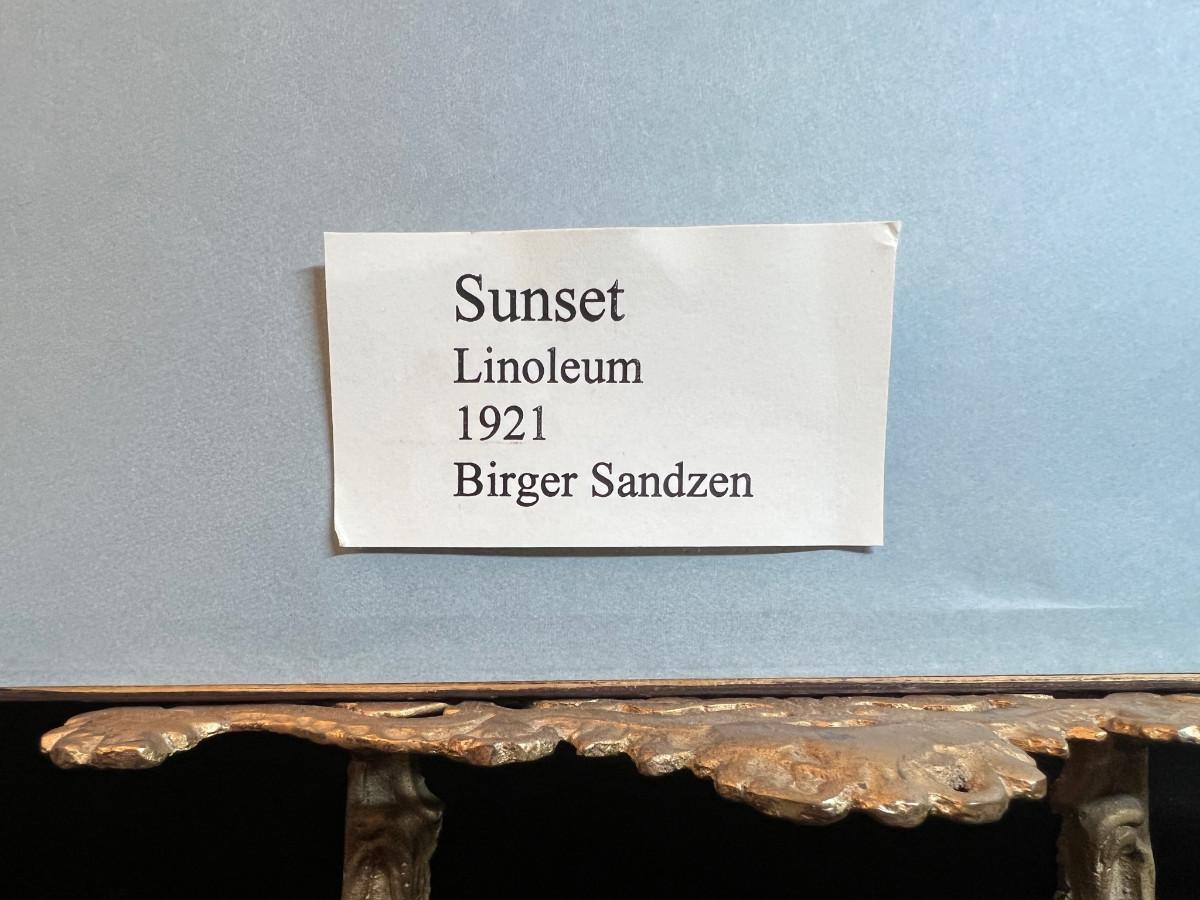 Sunset
Linoleum
1921
Birger Sandzen